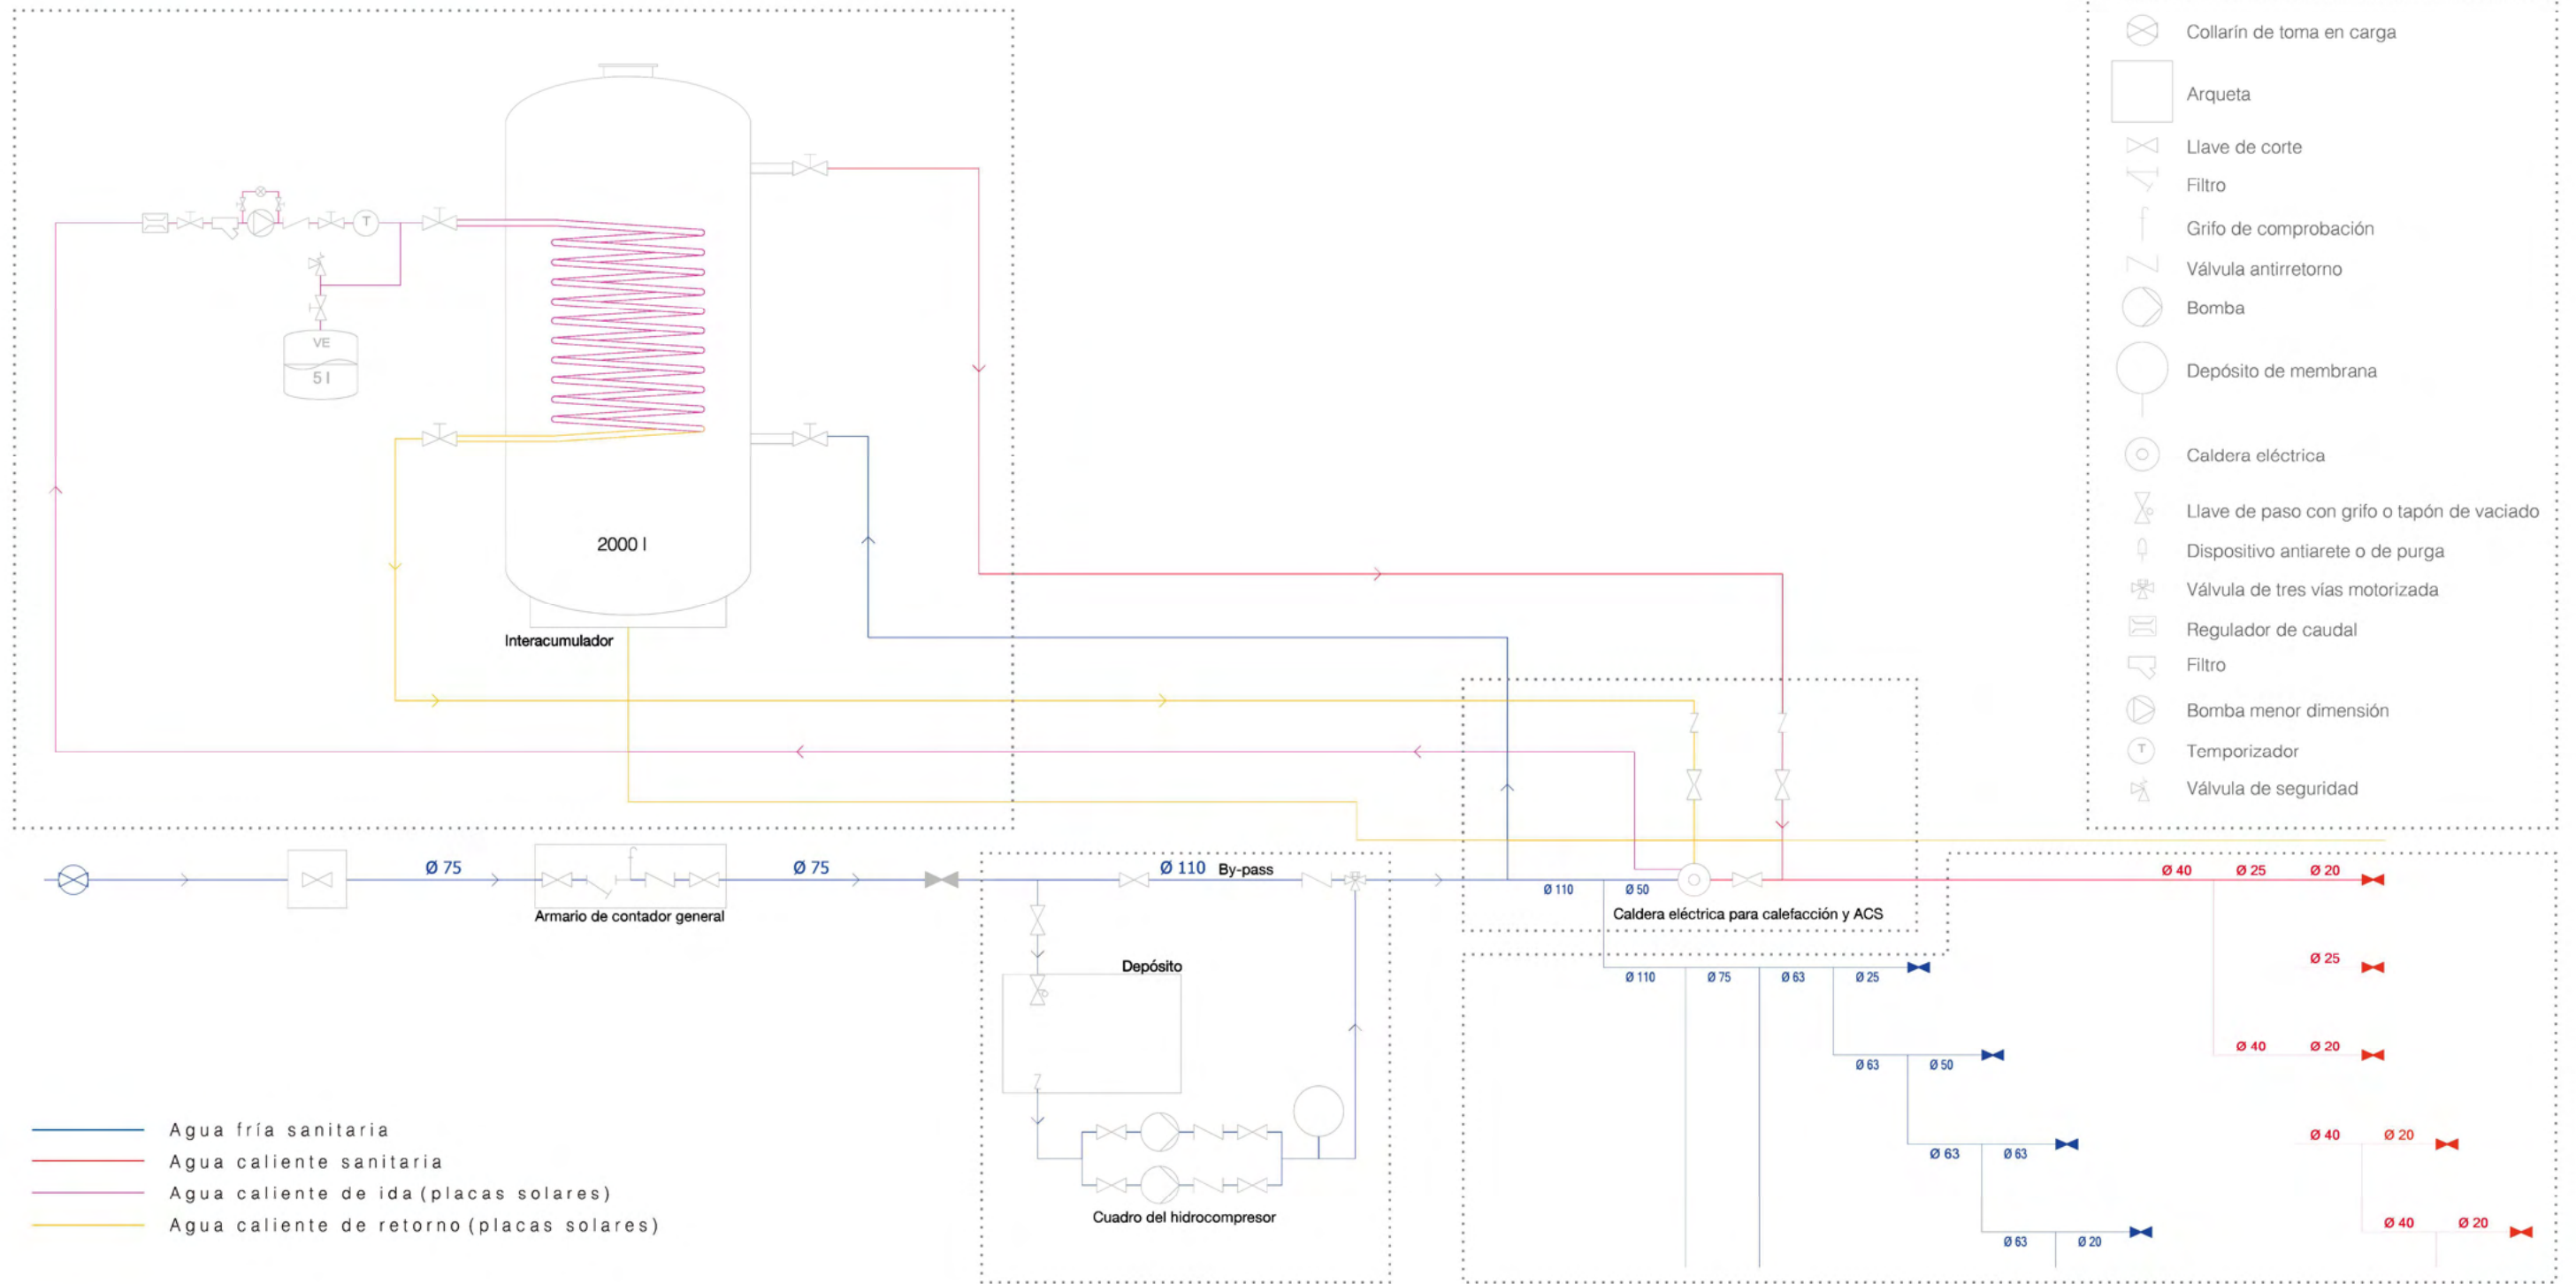 Collarín de toma en carga
Arqueta
Llave de corte
Filtro
Grifo de comprobación
Válvula antirretorno
Bomba
Depósito de membrana
Caldera eléctrica
Llave de paso con grifo o tapón de vaciado
Dispositivo antiarete o de purga
Válvula de tres vías motorizada
Regulador de caudal
Filtro
Bomba menor dimensión
T Temporizador
Válvula de seguridad
T
VE
5 l
2000 l
Interacumulador
Ø 75
Ø 75
Ø 110 By-pass
Armario de contador general
Ø 110
Ø 50
Caldera eléctrica para calefacción y ACS
Ø 40 Ø 25 Ø 20
Ø 25
Ø 40 Ø 20
Ø 40 Ø 20
Ø 40 Ø 20
Depósito
Cuadro del hidrocompresor
Ø 110 Ø 75 Ø 63 Ø 25
Ø 63 Ø 50
Ø 63 Ø 63
Ø 63 Ø 20
Agua fría sanitaria
Agua caliente sanitaria
Agua caliente de ida (placas solares)
Agua caliente de retorno (placas solares)